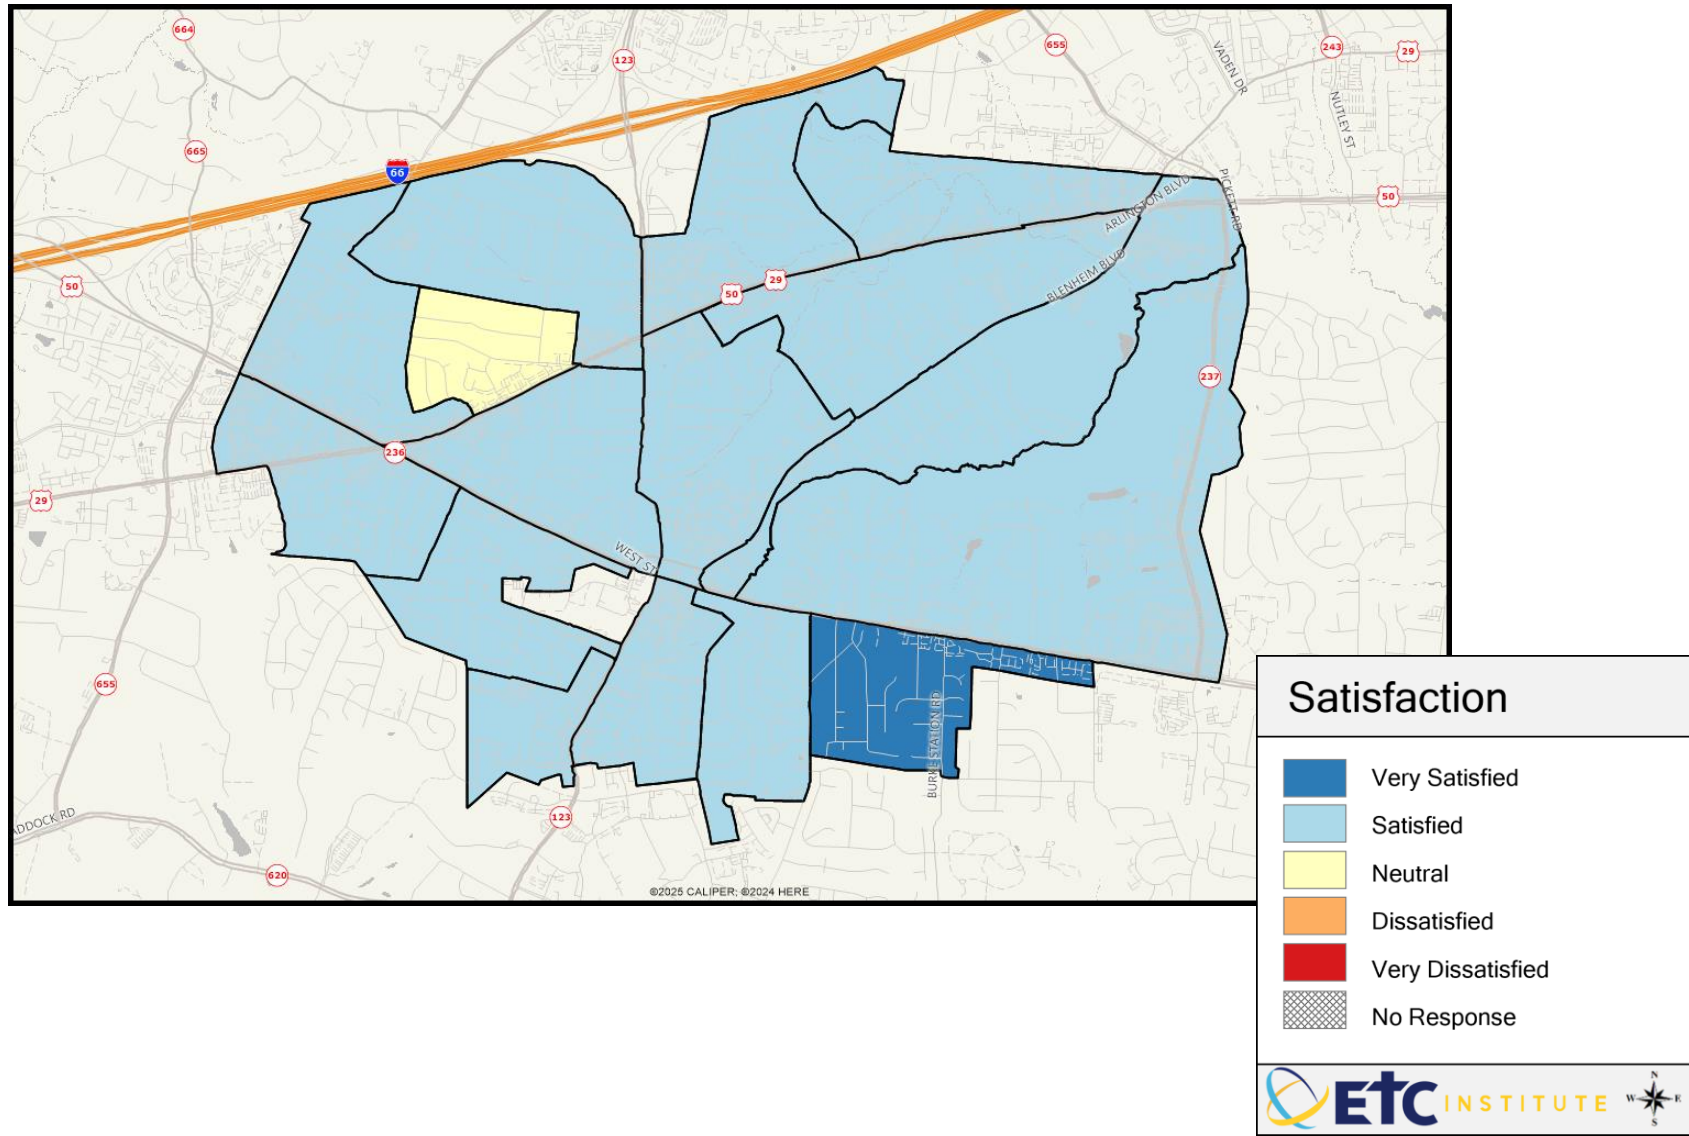 664
123
655
243
29
VADEN DR
NUTLEY ST
665
66
PICKETT RD
50
ARLINGTON BLVD
50
BLENHEIM BLVD
29
50
237
236
29
WEST ST
655
BURKE STATION RD
123
ADDOCK RD
620
©2025 CALIPER; ©2024 HERE
Satisfaction
Very Satisfied
Satisfied
Neutral
Dissatisfied
Very Dissatisfied
No Response
ETC INSTITUTE
N
W E
S